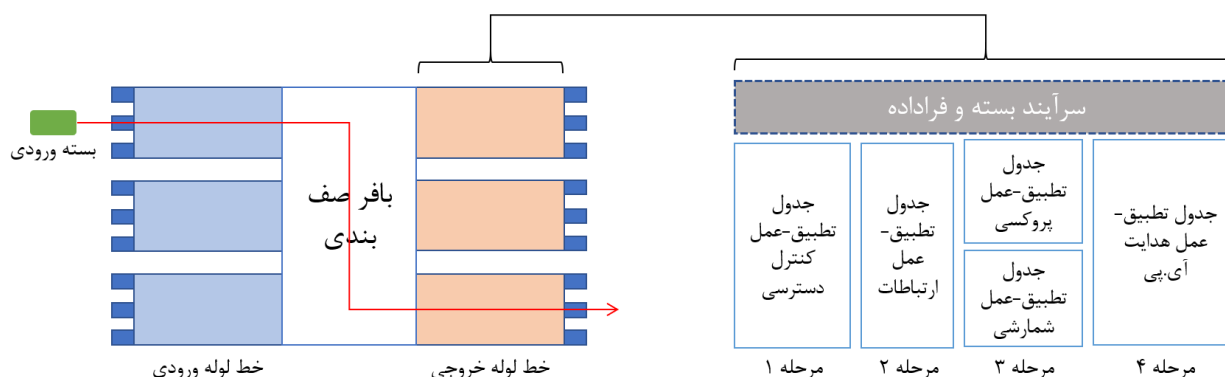 سرآیند بسته و فراداده
بسته ورودی
بافر صف
بندی
جدول
تطبیق-عمل
کنترل
دسترسی
جدول
تطبیق-
عمل
ارتباطات
جدول
تطبیق-عمل
پروکسی
جدول
تطبیق-عمل
شمارشی
جدول تطبیق-
عمل هدایت
آی.پی
خط لوله ورودی
خط لوله خروجی
مرحله ۱
مرحله ۲
مرحله ۳
مرحله ۴